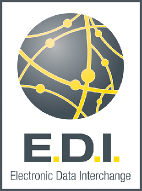 E.D.I.
Electronic Data Interchange